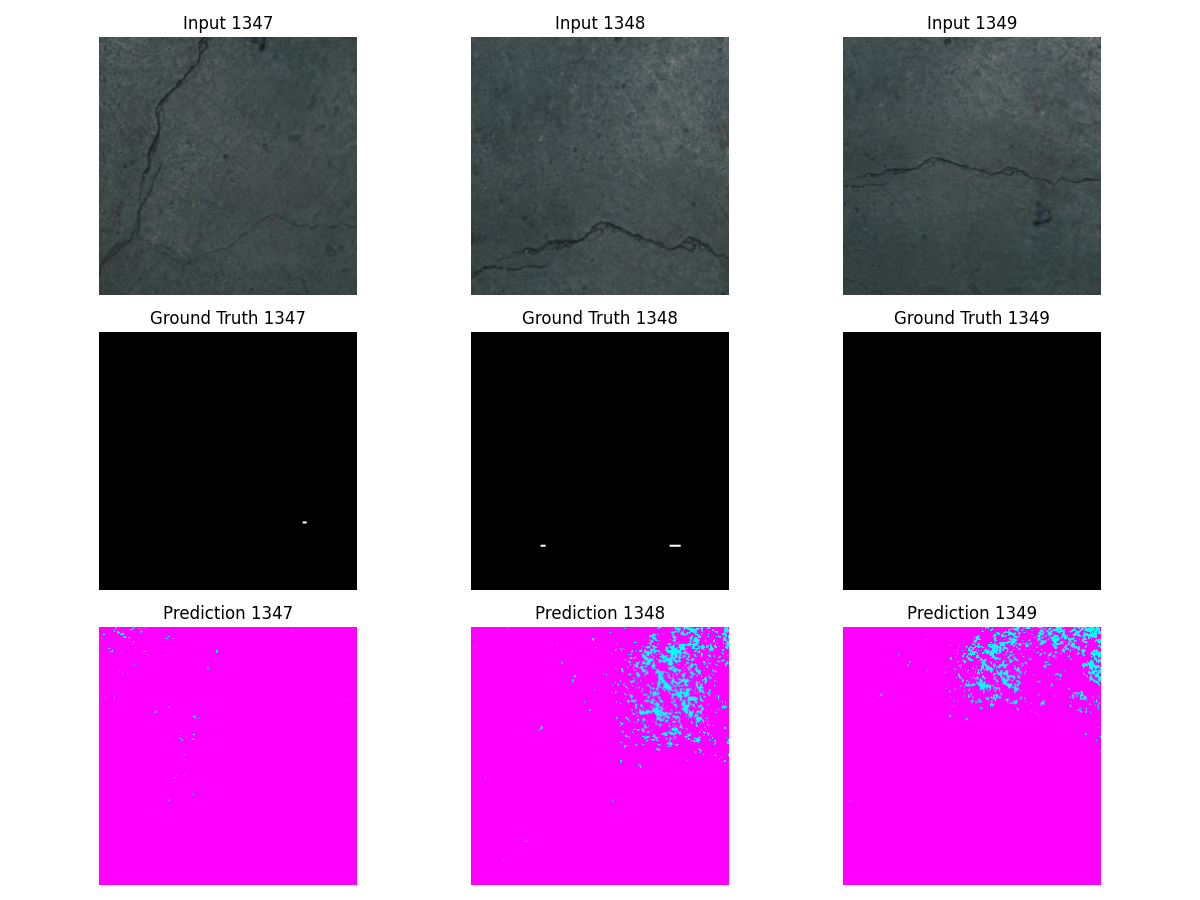 Input 1347
Input 1348
Input 1349
Ground Truth 1347
Ground Truth 1348
Ground Truth 1349
Prediction 1347
Prediction 1348
Prediction 1349